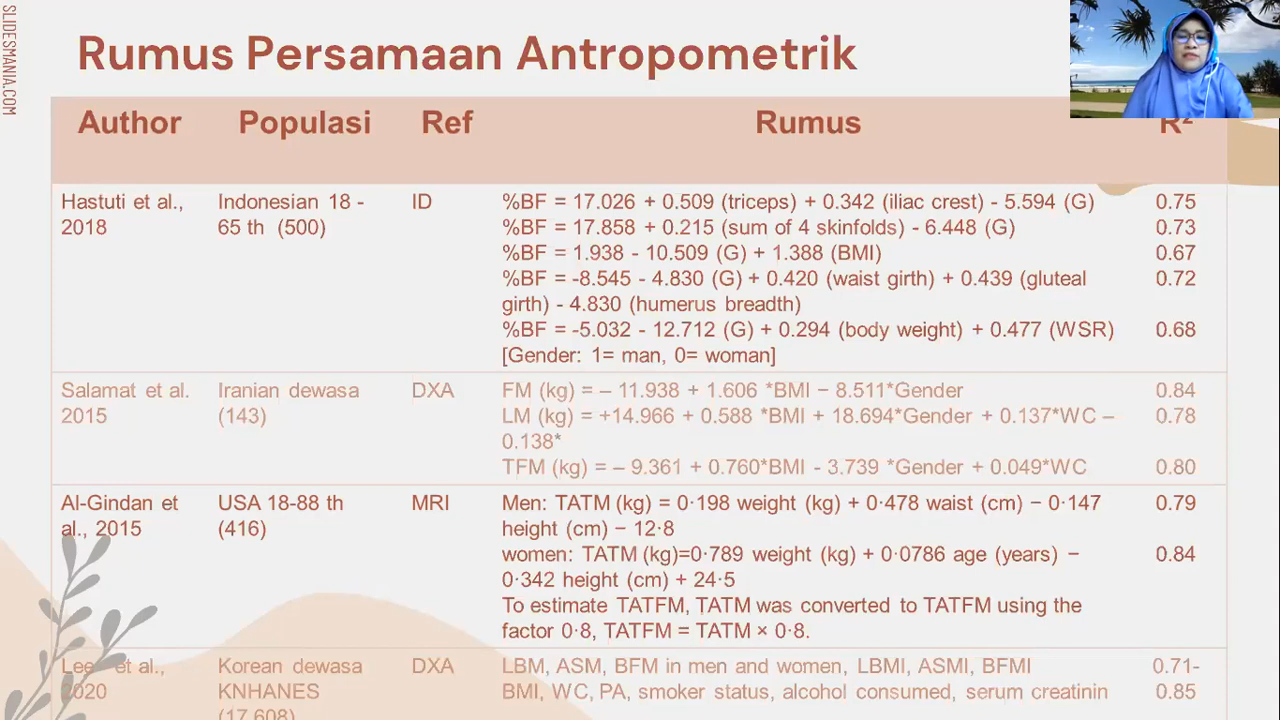 SLIDESMANIA.COM
Rumus Persamaan Antropometrik
Author Populasi Ref Rumus R²
Hastuti et al., Indonesian 18 - ID %BF = 17.026 + 0.509 (triceps) + 0.342 (iliac crest) - 5.594 (G) 0.75
2018 65 th (500) %BF = 17.858 + 0.215 (sum of 4 skinfolds) - 6.448 (G) 0.73
%BF = 1.938 - 10.509 (G) + 1.388 (BMI) 0.67
%BF = -8.545 - 4.830 (G) + 0.420 (waist girth) + 0.439 (gluteal 0.72
girth) - 4.830 (humerus breadth)
%BF = -5.032 - 12.712 (G) + 0.294 (body weight) + 0.477 (WSR) 0.68
[Gender: 1= man, 0= woman]
Salamat et al. Iranian dewasa DXA FM (kg) = – 11.938 + 1.606 *BMI − 8.511*Gender 0.84
2015 (143) LM (kg) = +14.966 + 0.588 *BMI + 18.694*Gender + 0.137*WC – 0.78
0.138*
TFM (kg) = – 9.361 + 0.760*BMI - 3.739 *Gender + 0.049*WC 0.80
Al-Gindan et USA 18-88 th MRI Men: TATM (kg) = 0·198 weight (kg) + 0·478 waist (cm) − 0·147 0.79
al., 2015 (416) height (cm) − 12·8
women: TATM (kg)=0·789 weight (kg) + 0·0786 age (years) − 0.84
0·342 height (cm) + 24·5
To estimate TATFM, TATM was converted to TATFM using the
factor 0·8, TATFM = TATM × 0·8.
et al., Korean dewasa DXA LBM, ASM, BFM in men and women, LBMI, ASMI, BFMI 0.71-
2020 KNHANES BMI, WC, PA, smoker status, alcohol consumed, serum creatinin 0.85
(17.608)